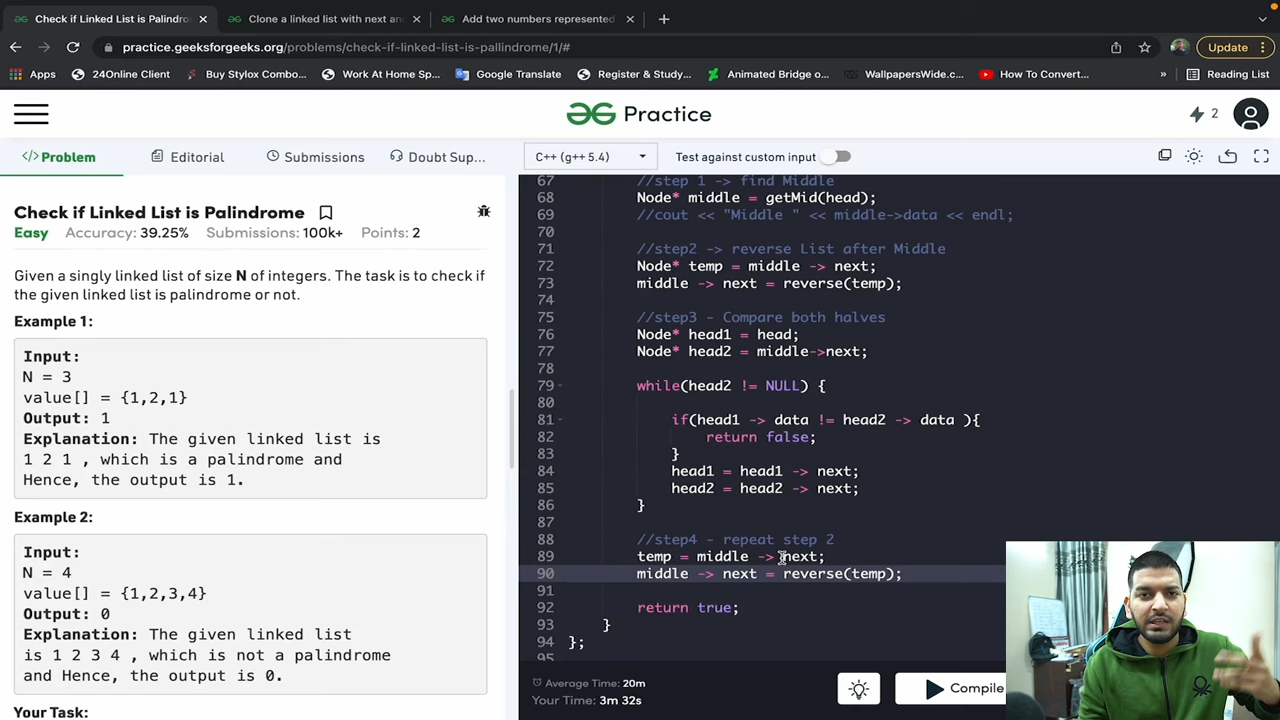 Check if Linked List is Palindro
Clone a linked list with next an
Add two numbers represented
practice.geeksforgeeks.org/problems/check-if-linked-list-is-pallindrome/1/#
Update
Apps
24Online Client
Buy Stylox Combo...
Work At Home Sp...
Google Translate
Register & Study...
Animated Bridge o...
WallpapersWide.c...
How To Convert...
»
Reading List
Practice
2
</>Problem
Editorial
Submissions
Doubt Sup...
C++ (g++ 5.4)
Test against custom input
Check if Linked List is Palindrome
Easy Accuracy: 39.25% Submissions: 100k+ Points: 2
Given a singly linked list of size N of integers. The task is to check if
the given linked list is palindrome or not.
Example 1:
Input:
N = 3
value[] = {1,2,1}
Output: 1
Explanation: The given linked list is
1 2 1 , which is a palindrome and
Hence, the output is 1.
Example 2:
Input:
N = 4
value[] = {1,2,3,4}
Output: 0
Explanation: The given linked list
is 1 2 3 4 , which is not a palindrome
and Hence, the output is 0.
Your Task:
67 //step 1 -> find Middle
68 Node* middle = getMid(head);
69 //cout << "Middle " << middle->data << endl;
70
71 //step2 -> reverse List after Middle
72 Node* temp = middle -> next;
73 middle -> next = reverse(temp);
74
75 //step3 - Compare both halves
76 Node* head1 = head;
77 Node* head2 = middle->next;
78
79 while(head2 != NULL) {
80
81 if(head1 -> data != head2 -> data ){
82 return false;
83 }
84 head1 = head1 -> next;
85 head2 = head2 -> next;
86 }
87
88 //step4 - repeat step 2
89 temp = middle -> next;
90 middle -> next = reverse(temp);
91
92 return true;
93 }
94 };
95
Average Time: 20m
Your Time: 3m 32s
Compile